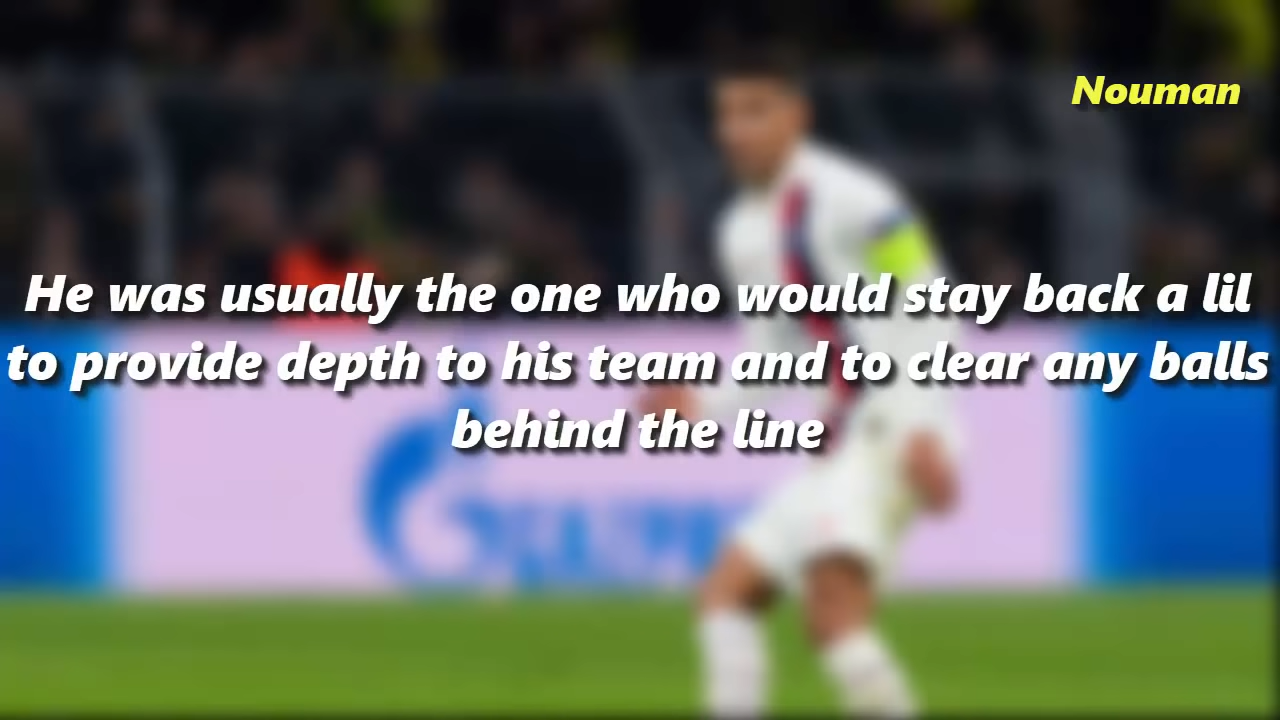 Nouman
He was usually the one who would stay back a lil
to provide depth to his team and to clear any balls
behind the line